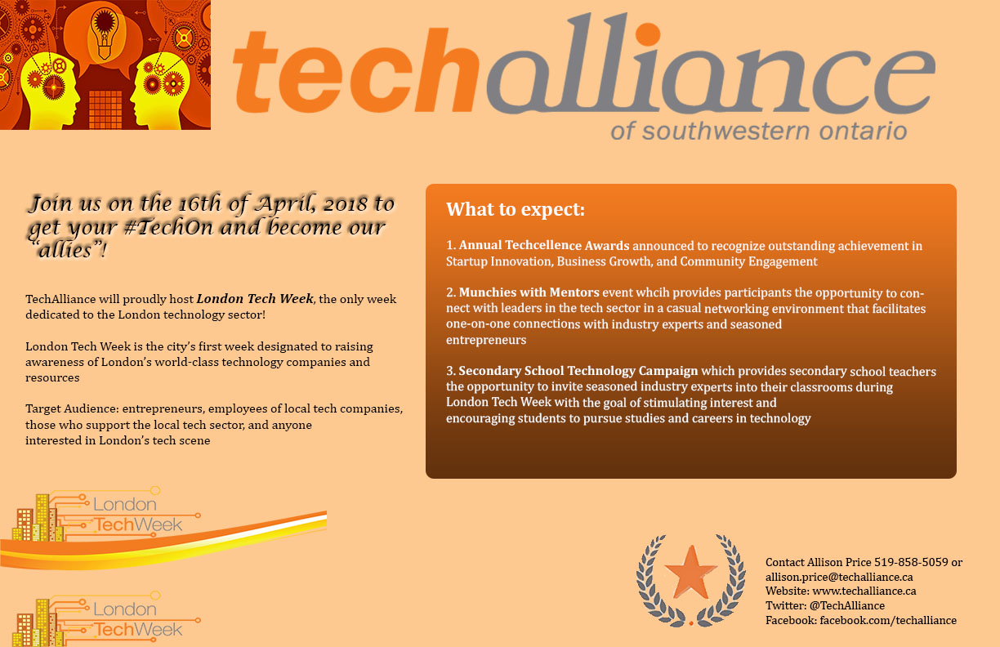 techalliance
of southwestern ontario
Join us on the 16th of April, 2018 to
get your #TechOn and become our
“allies”!
TechAlliance will proudly host London Tech Week, the only week
dedicated to the London technology sector!
London Tech Week is the city’s first week designated to raising
awareness of London’s world-class technology companies and
resources
Target Audience: entrepreneurs, employees of local tech companies,
those who support the local tech sector, and anyone
interested in London’s tech scene
What to expect:
1. Annual Techcellence Awards announced to recognize outstanding achievement in
Startup Innovation, Business Growth, and Community Engagement
2. Munchies with Mentors event whcih provides participants the opportunity to con-
nect with leaders in the tech sector in a casual networking environment that facilitates
one-on-one connections with industry experts and seasoned
entrepreneurs
3. Secondary School Technology Campaign which provides secondary school teachers
the opportunity to invite seasoned industry experts into their classrooms during
London Tech Week with the goal of stimulating interest and
encouraging students to pursue studies and careers in technology
London
TechWeek
London
TechWeek
Contact Allison Price 519-858-5059 or
allison.price@techalliance.ca
Website: www.techalliance.ca
Twitter: @TechAlliance
Facebook: facebook.com/techalliance